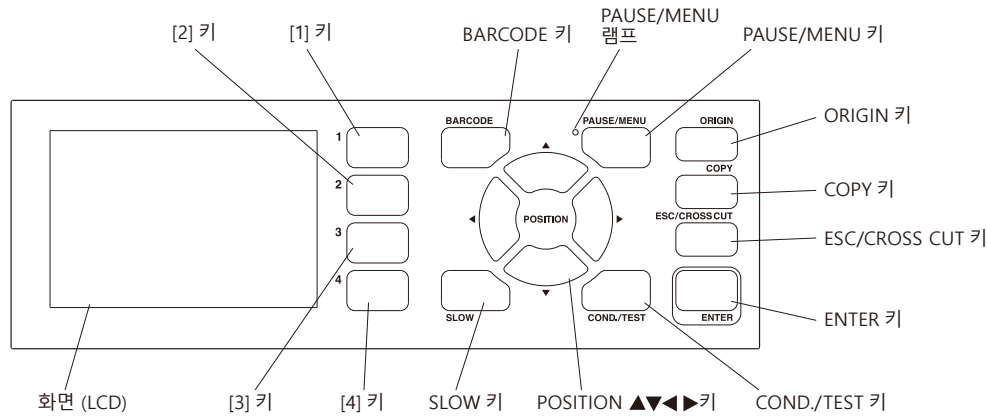 [2] 키
[1] 키
BARCODE 키
PAUSE/MENU
램프
PAUSE/MENU 키
BARCODE
PAUSE/MENU
ORIGIN
ORIGIN 키
1
COPY
2
COPY 키
POSITION
ESC/CROSS CUT
3
ESC/CROSS CUT 키
4
SLOW
COND./TEST
ENTER
ENTER 키
화면 (LCD)
[3] 키
[4] 키
SLOW 키
POSITION ▲▼◀ ▶키
COND./TEST 키